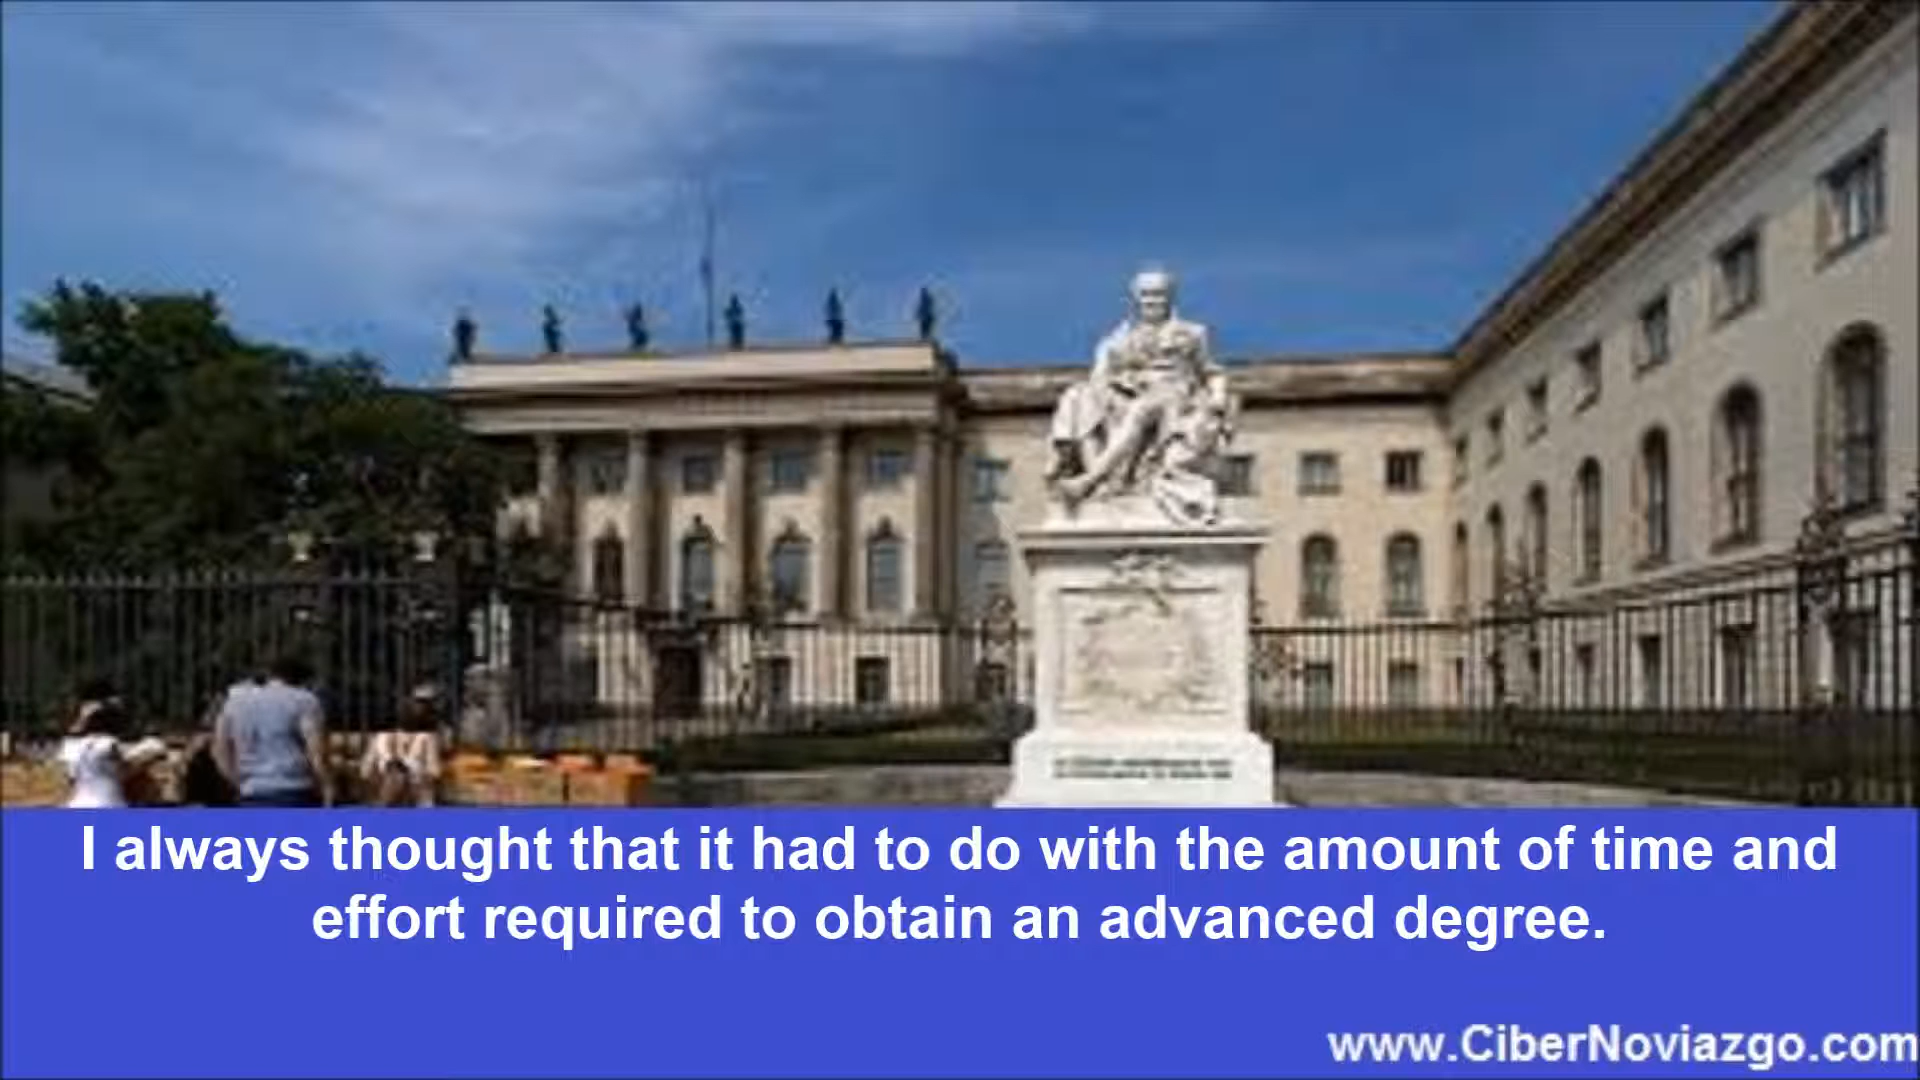 I always thought that it had to do with the amount of time and
effort required to obtain an advanced degree.
www.CiberNoviazgo.com